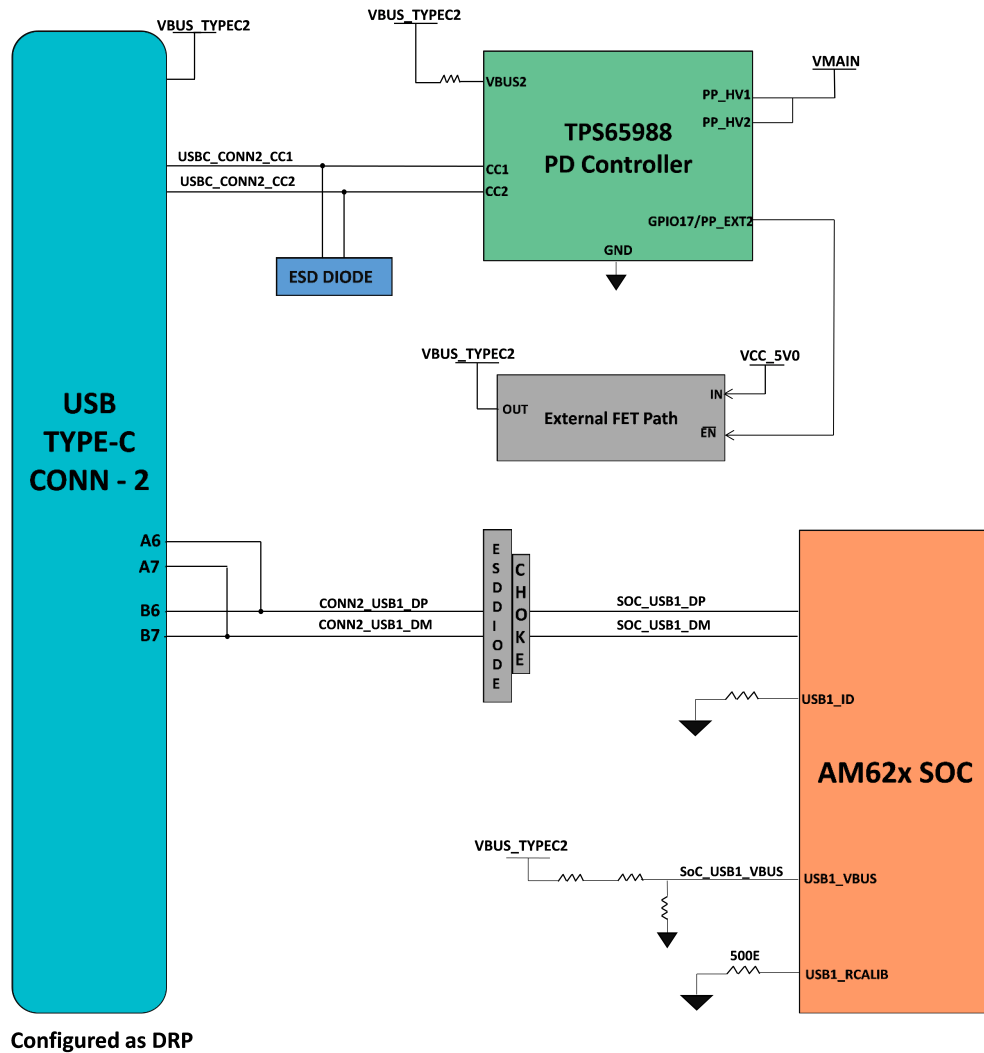 VBUS_TYPEC2
VBUS_TYPEC2
VBUS2
TPS65988
PD Controller
PP_HV1
PP_HV2
VMAIN
USBC_CONN2_CC1
USBC_CONN2_CC2
CC1
CC2
GPIO17/PP_EXT2
GND
ESD DIODE
VBUS_TYPEC2
VCC_5V0
OUT
External FET Path
IN
EN
USB
TYPE-C
CONN - 2
A6
A7
B6
B7
CONN2_USB1_DP
CONN2_USB1_DM
ESDDIODE
CHOKE
SOC_USB1_DP
SOC_USB1_DM
USB1_ID
AM62x SOC
VBUS_TYPEC2
SoC_USB1_VBUS
USB1_VBUS
500E
USB1_RCALIB
Configured as DRP